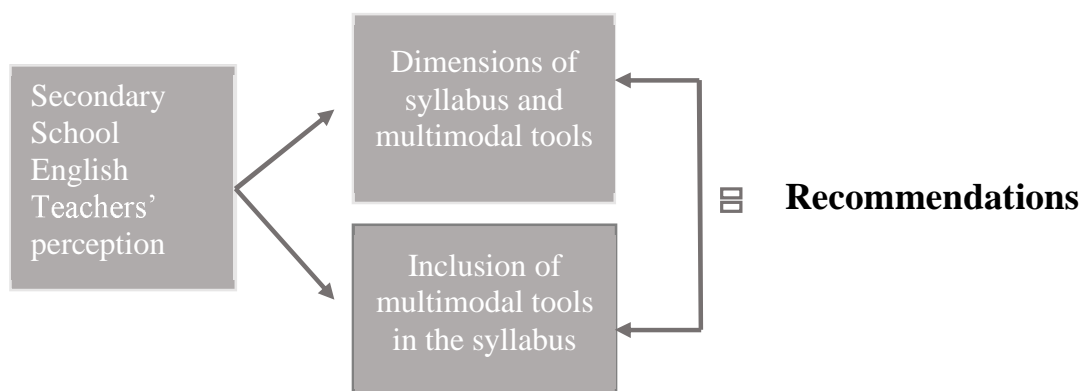 Secondary
School
English
Teachers’
perception
Dimensions of
syllabus and
multimodal tools
Inclusion of
multimodal tools
in the syllabus
Recommendations